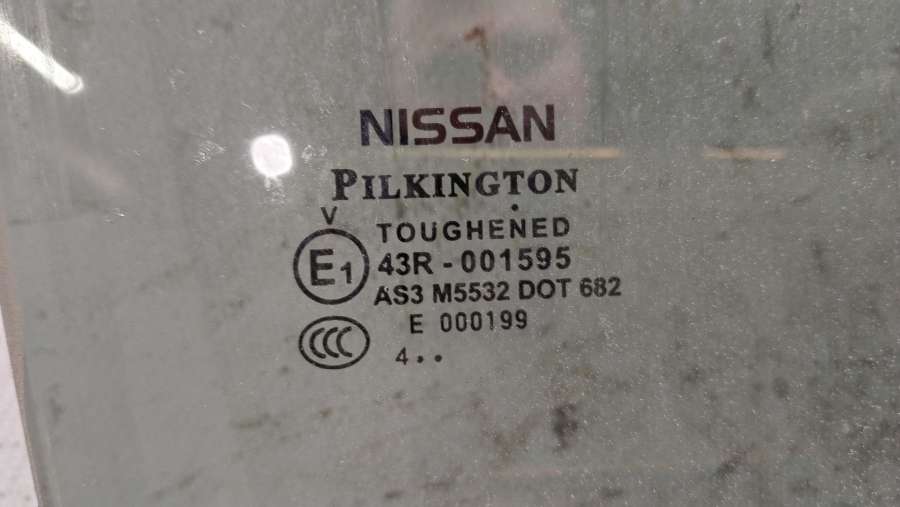 NISSAN
PILKINGTON
V
TOUGHENED
E1 43R - 001595
AS3 M5532 DOT 682
E 000199
CCC
4..